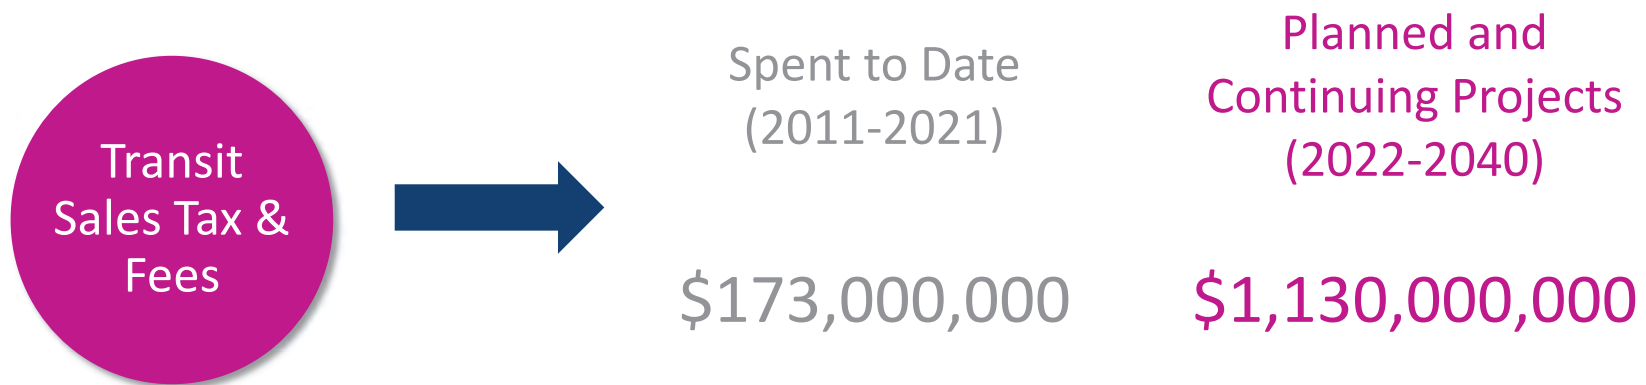 Transit
Sales Tax &
Fees
Spent to Date
(2011-2021)
$173,000,000
Planned and
Continuing Projects
(2022-2040)
$1,130,000,000